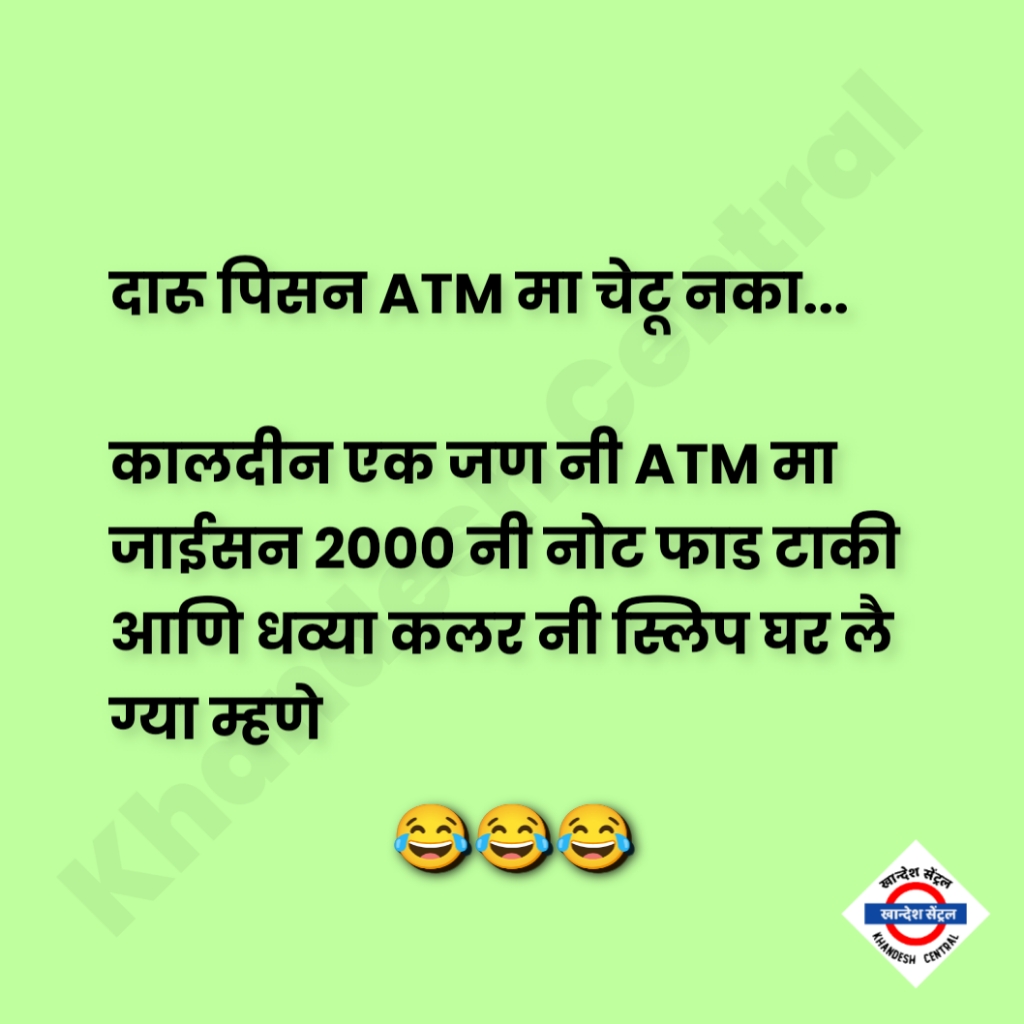 दारू पिसन ATM मा चेटू नका...
कालदीन एक जण नी ATM मा
जाईसन 2000 नी नोट फाड टाकी
आणि धव्या कलर नी स्लिप घर लै
ग्या म्हणे
😂😂😂
Khandesh Central
खान्देश सेंट्रल
खान्देश सेंट्रल
KHANDESH CENTRAL